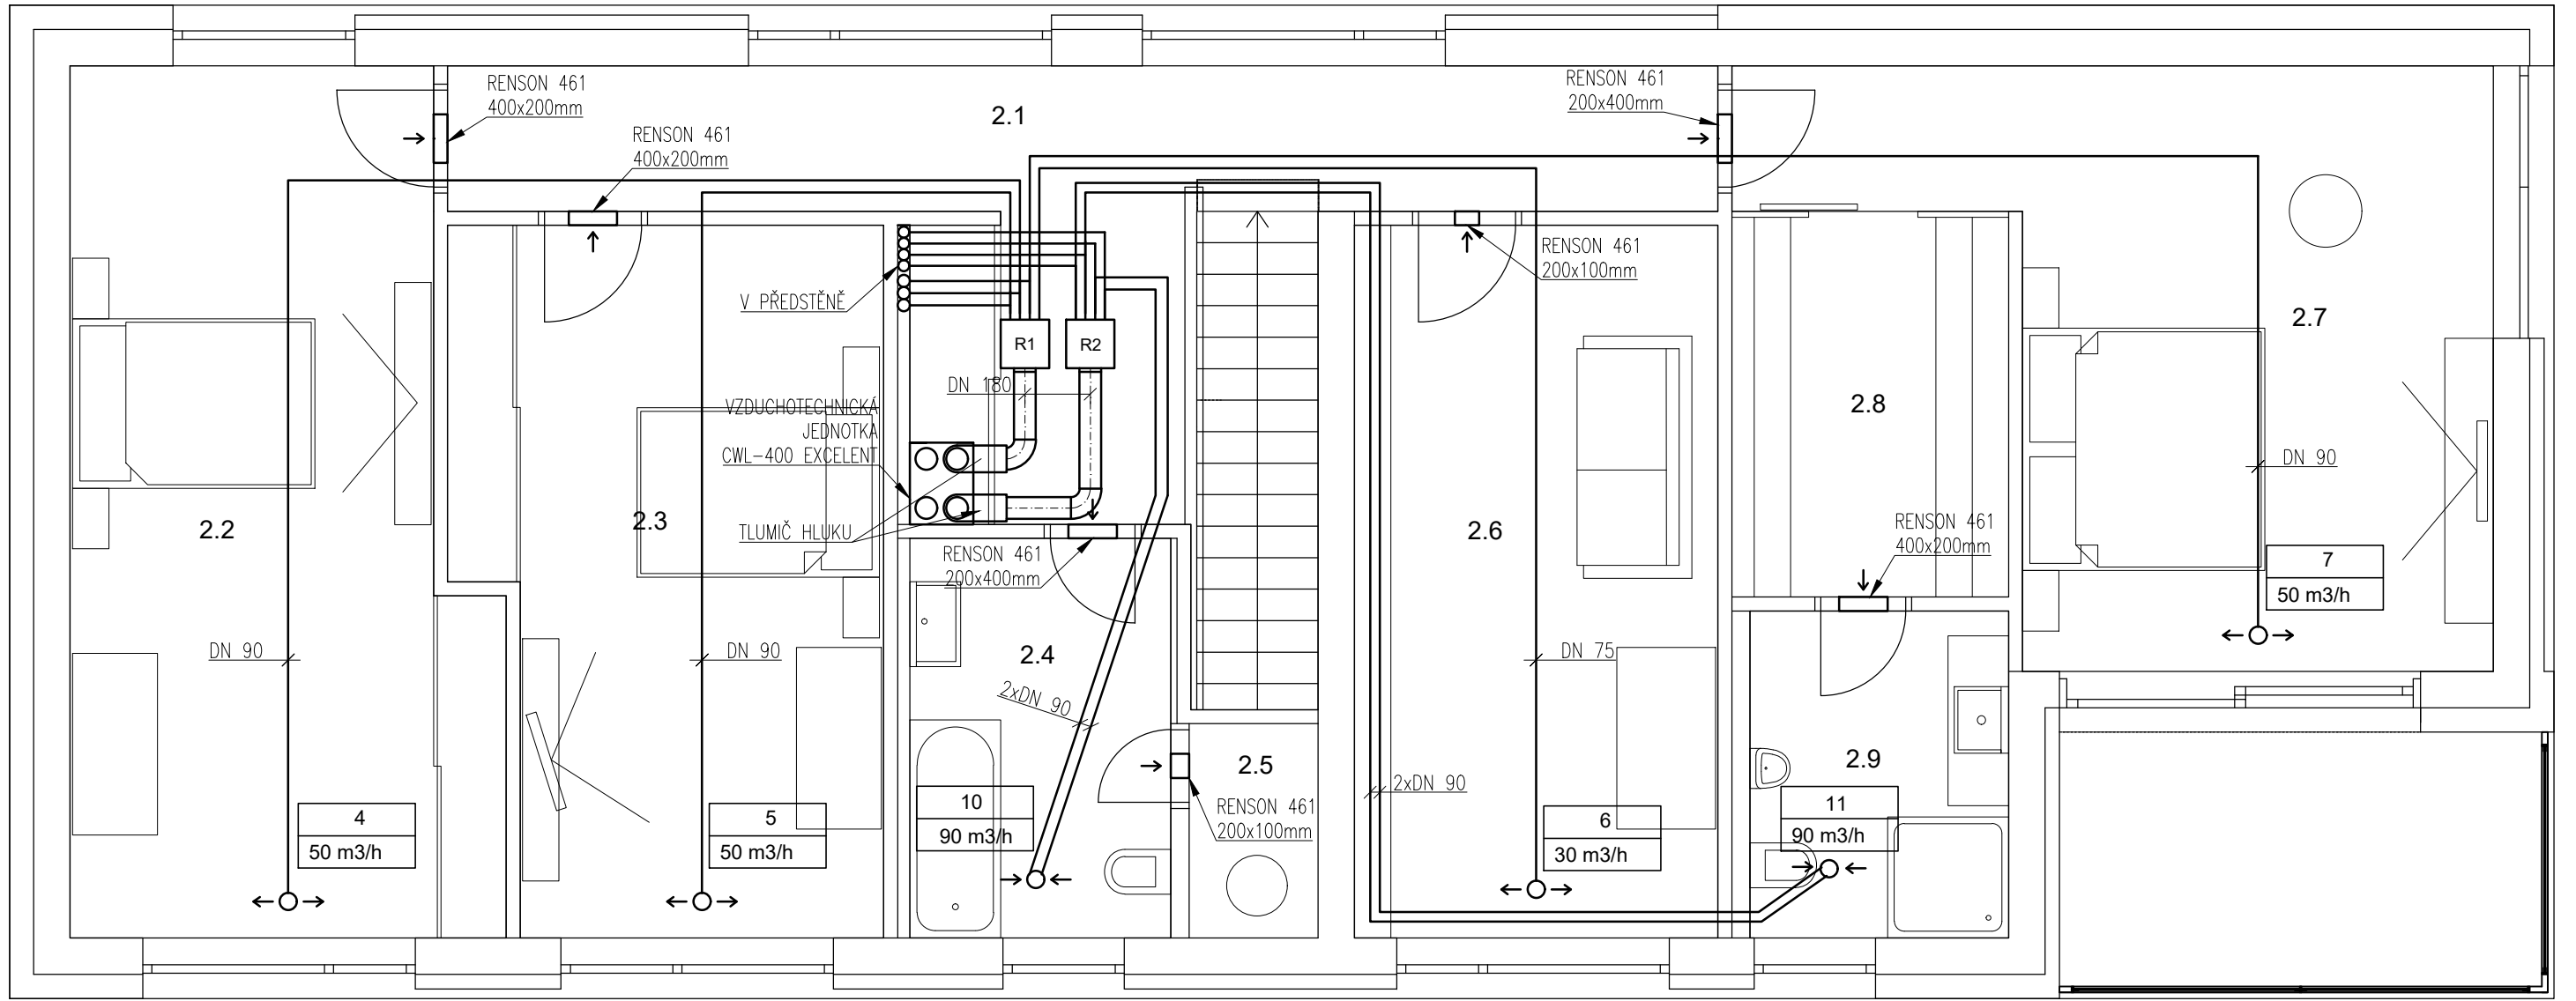 RENSON 461
400x200mm
RENSON 461
400x200mm
2.1
RENSON 461
200x400mm
RENSON 461
200x100mm
V PŘEDSTĚNĚ
R1
R2
DN 180
VZDUCHOTECHNICKÁ
JEDNOTKA
CWL-400 EXCELENT
TLUMIČ HLUKU
RENSON 461
200x400mm
2.2
2.3
2.6
2.8
2.7
DN 90
RENSON 461
400x200mm
7
50 m3/h
DN 90
DN 90
2.4
2xDN 90
DN 75
2.5
2.9
RENSON 461
200x100mm
2xDN 90
4
50 m3/h
5
50 m3/h
10
90 m3/h
6
30 m3/h
11
90 m3/h